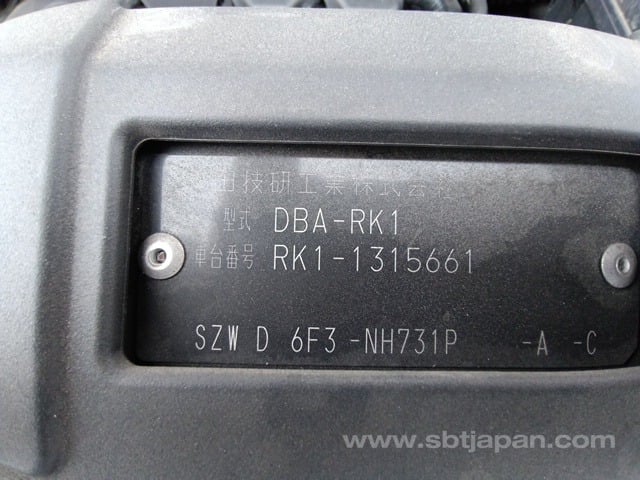 田技研工業株式会社
型式 DBA-RK1
車台番号 RK1-1315661
SZW D 6F3 -NH731P -A -C
www.sbtjapan.com